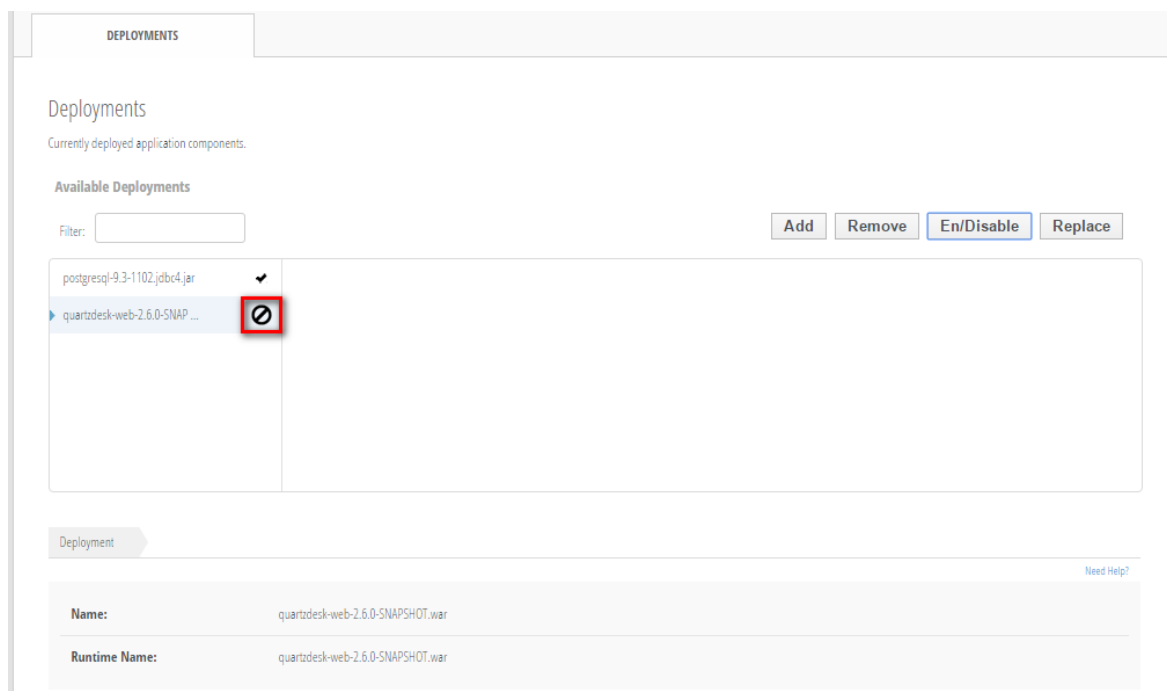 DEPLOYMENTS
Deployments
Currently deployed application components.
Available Deployments
Filter:
Add Remove En/Disable Replace
postgresql-9.3-1102.jdbc4.jar
quartzdesk-web-2.6.0-SNAP ...
Deployment
Need Help?
Name: quartzdesk-web-2.6.0-SNAPSHOT.war
Runtime Name: quartzdesk-web-2.6.0-SNAPSHOT.war